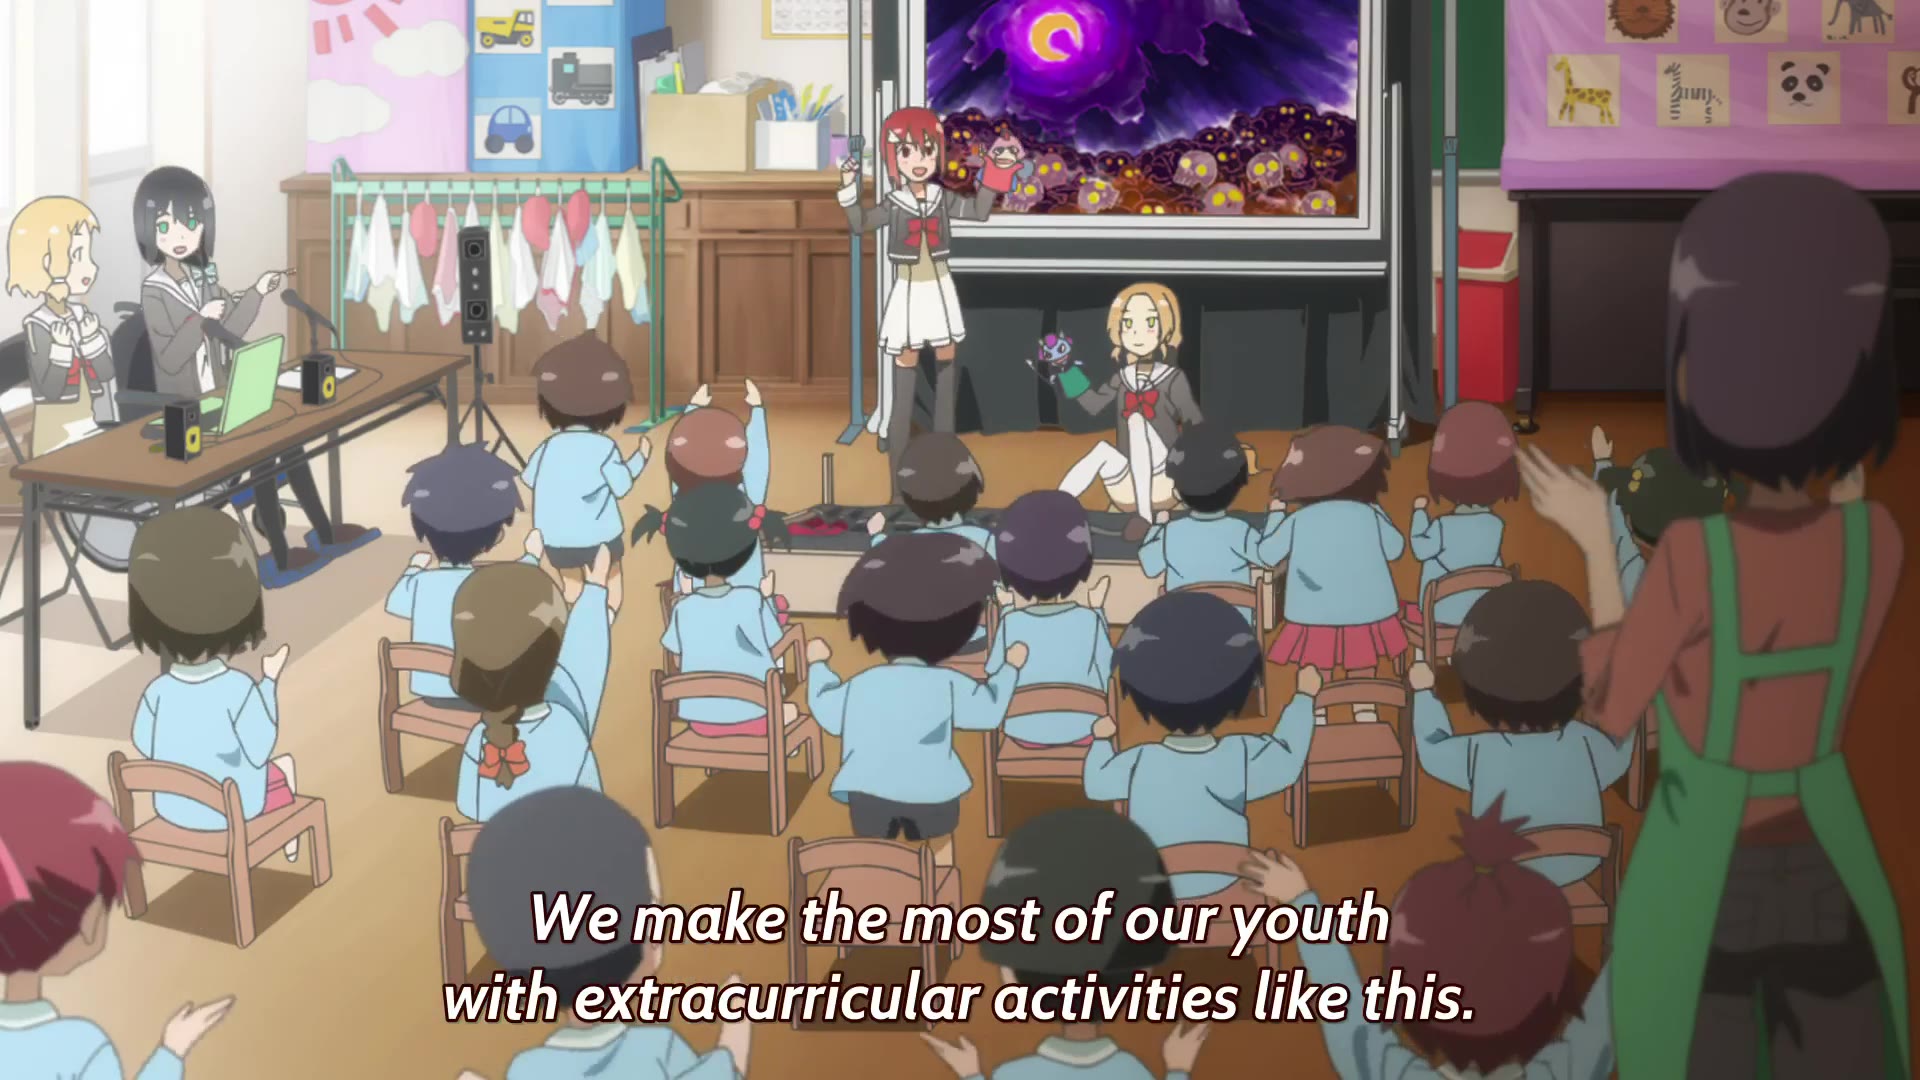 We make the most of our youth
with extracurricular activities like this.